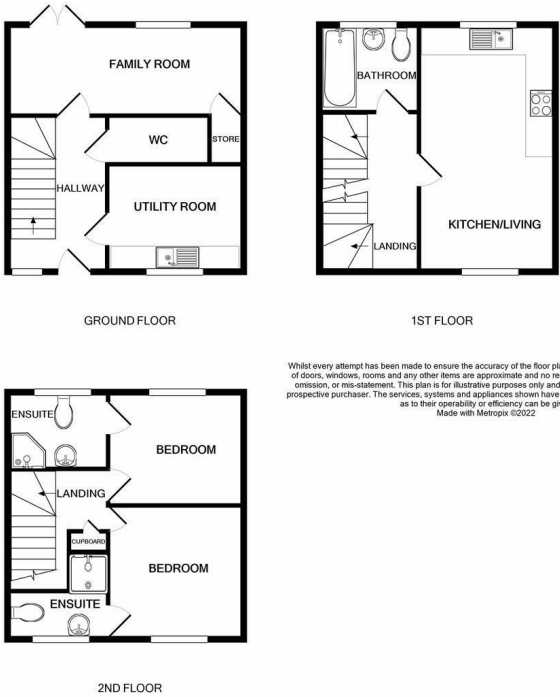 FAMILY ROOM
STORE
WC
HALLWAY
UTILITY ROOM
GROUND FLOOR
BATHROOM
KITCHEN/LIVING
LANDING
1ST FLOOR
Whilst every attempt has been made to ensure the accuracy of the floor pla
of doors, windows, rooms and any other items are approximate and no re
omission, or mis-statement. This plan is for illustrative purposes only and
prospective purchaser. The services, systems and appliances shown have
as to their operability or efficiency can be giv
Made with Metropix ©2022
ENSUITE
BEDROOM
LANDING
CUPBOARD
BEDROOM
ENSUITE
2ND FLOOR